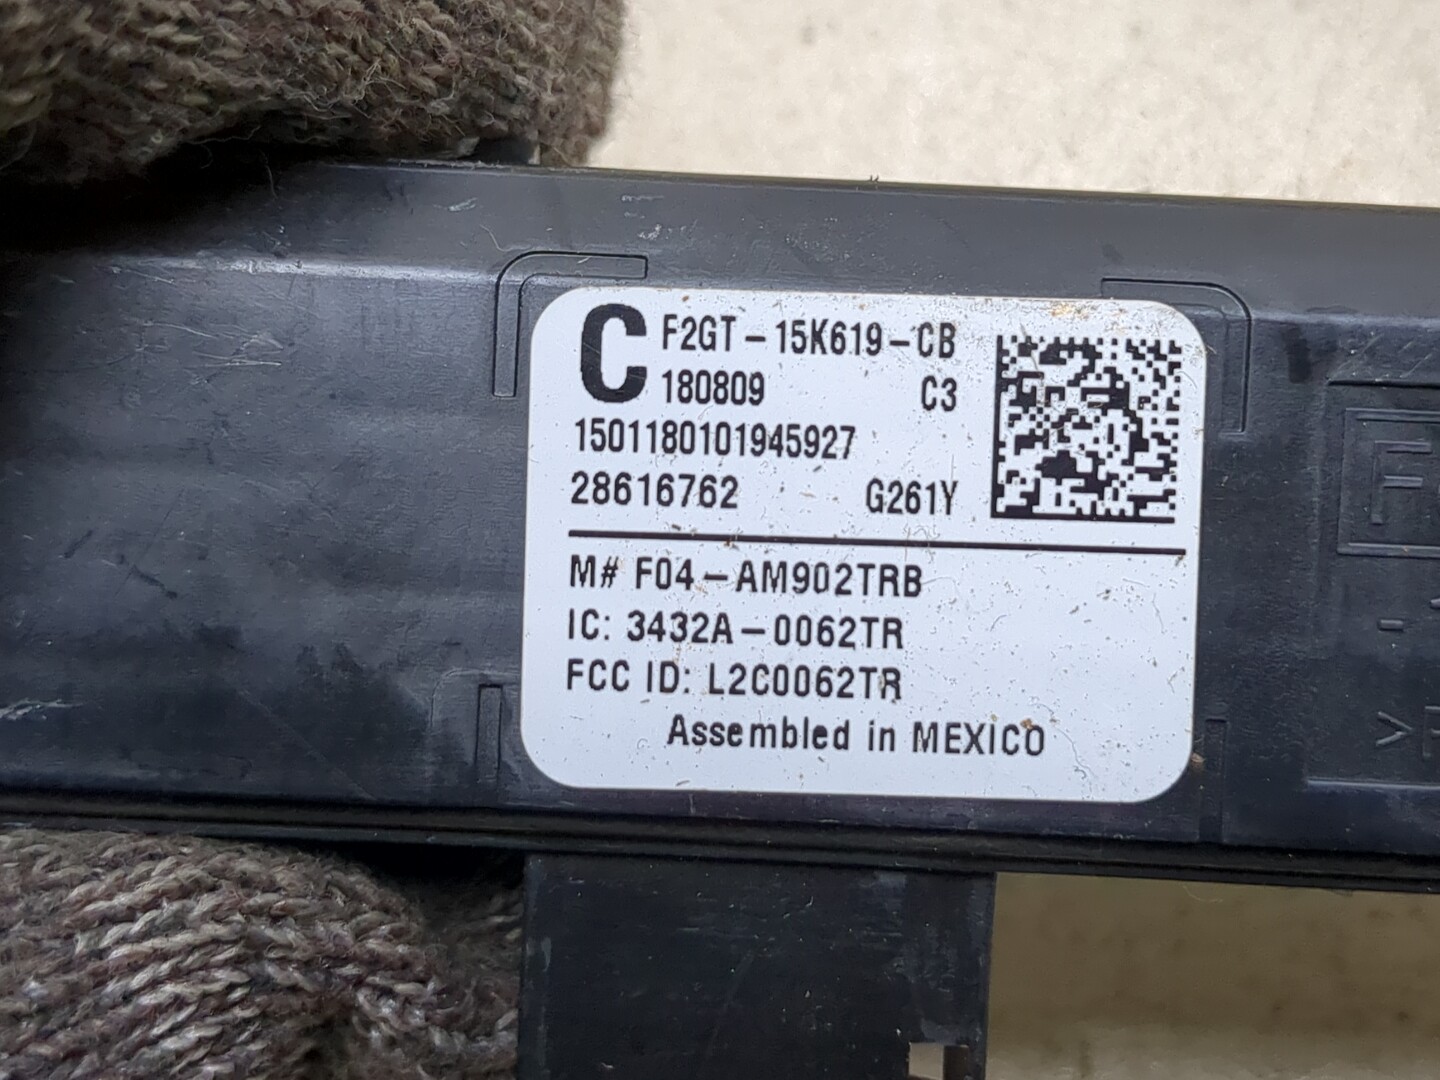 C F2GT-15K619-CB
180809 C3
1501180101945927
28616762 G261Y
M# F04-AM902TRB
IC: 3432A-0062TR
FCC ID: L2C0062TR
Assembled in MEXICO